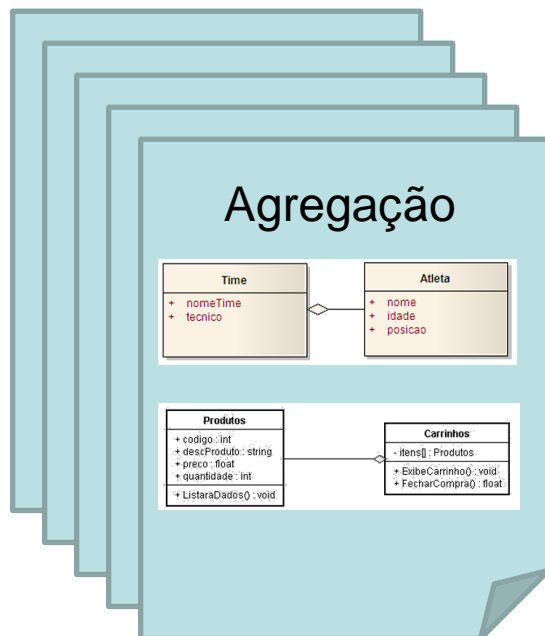 Agregação
Time
+ nomeTime
+ tecnico
Atleta
+ nome
+ idade
+ posicao
Produtos
+ codigo : int
+ descProduto : string
+ preco : float
+ quantidade : int
+ ListaraDados() : void
Carrinhos
- itens[] : Produtos
+ ExibeCarrinho() : void
+ FecharCompra() : float